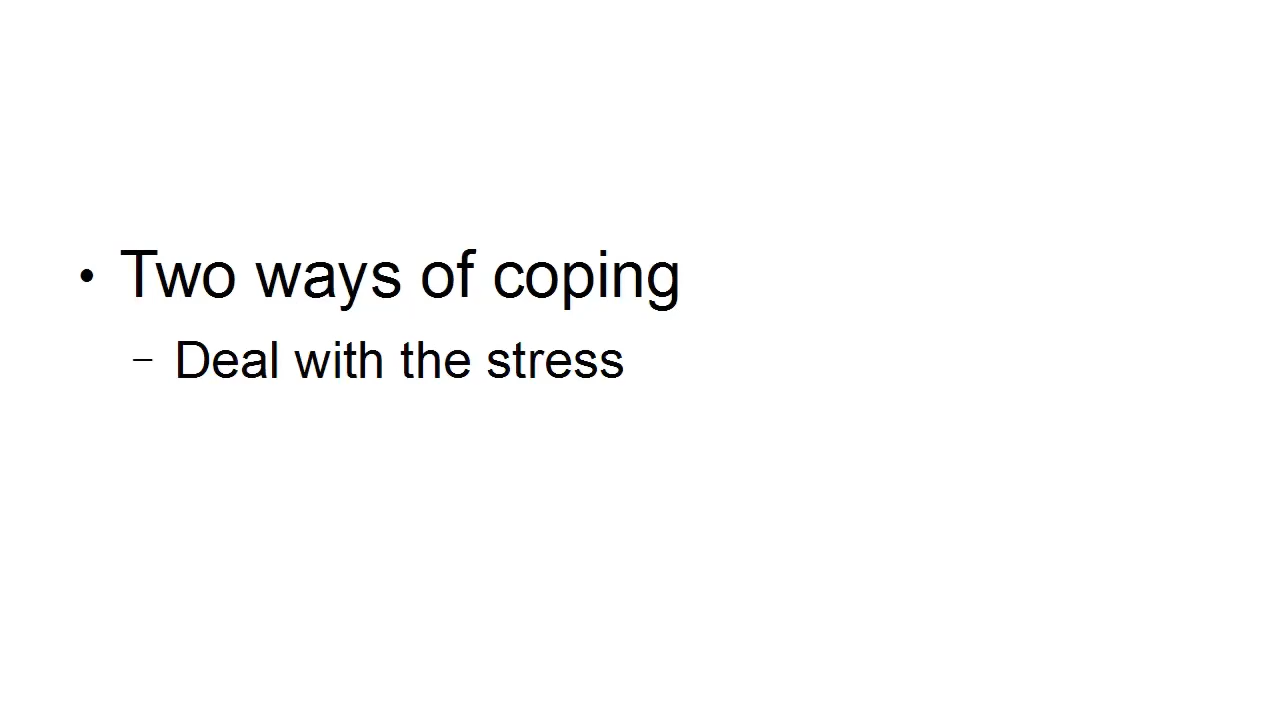 • Two ways of coping
– Deal with the stress